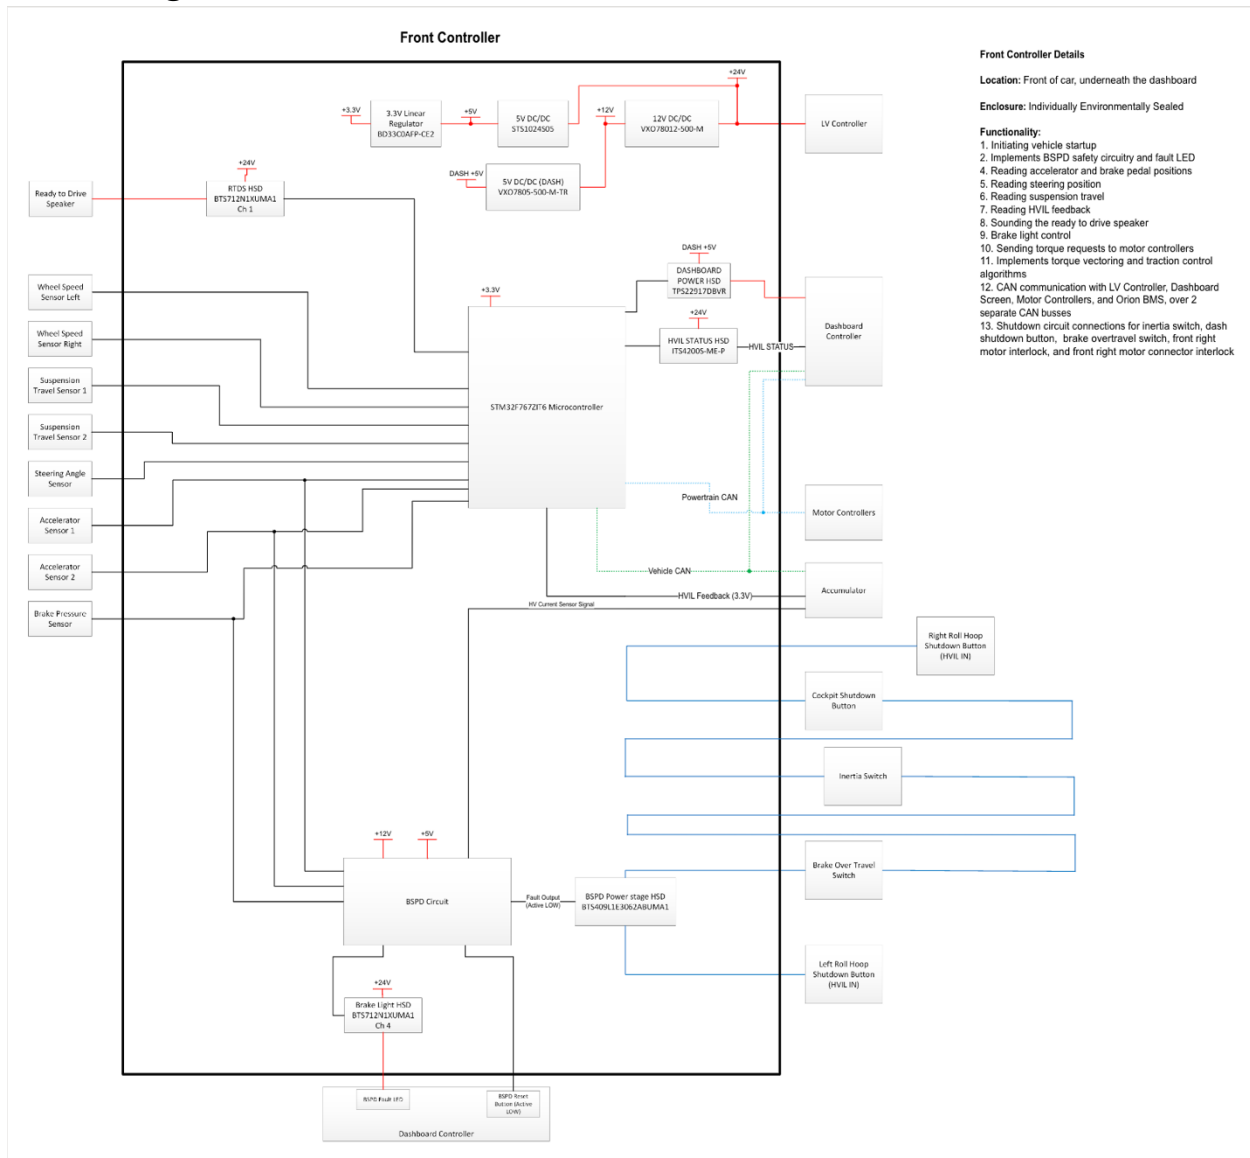 Front Controller
Front Controller Details
Location: Front of car, underneath the dashboard
Enclosure: Individually Environmentally Sealed
Functionality:
1. Initiating vehicle startup
2. Implements BSPD safety circuitry and fault LED
4. Reading accelerator and brake pedal positions
5. Reading steering position
6. Reading suspension travel
7. Reading HVIL feedback
8. Sounding the ready to drive speaker
9. Brake light control
10. Sending torque requests to motor controllers
11. Implements torque vectoring and traction control
algorithms
12. CAN communication with LV Controller, Dashboard
Screen, Motor Controllers, and Orion BMS, over 2
separate CAN busses
13. Shutdown circuit connections for inertia switch, dash
shutdown button, brake overtravel switch, front right
motor interlock, and front right motor connector interlock
+24V
+3.3V
3.3V Linear
Regulator
BD33C0AFP-CE2
+5V
5V DC/DC
STS1024S05
+12V
12V DC/DC
VXO78012-500-M
LV Controller
DASH +5V
5V DC/DC (DASH)
VXO7805-500-M-TR
Ready to Drive
Speaker
+24V
RTDS HSD
BTS712N1XUMA1
Ch 1
DASH +5V
DASHBOARD
POWER HSD
TPS22917DBVR
+24V
HVIL STATUS HSD
ITS4200S-ME-P
HVIL STATUS
Dashboard
Controller
Wheel Speed
Sensor Left
Wheel Speed
Sensor Right
Suspension
Travel Sensor 1
Suspension
Travel Sensor 2
Steering Angle
Sensor
Accelerator
Sensor 1
Accelerator
Sensor 2
Brake Pressure
Sensor
+3.3V
STM32F767ZIT6 Microcontroller
Powertrain CAN
Motor Controllers
Vehicle CAN
HVIL Feedback (3.3V)
HV Current Sensor Signal
Accumulator
Right Roll Hoop
Shutdown Button
(HVIL IN)
Cockpit Shutdown
Button
Inertia Switch
Brake Over Travel
Switch
Left Roll Hoop
Shutdown Button
(HVIL IN)
+12V
+5V
BSPD Circuit
Fault Output
(Active LOW)
BSPD Power stage HSD
BTS409L1E3062ABUMA1
+24V
Brake Light HSD
BTS712N1XUMA1
Ch 4
BSPD Fault LED
BSPD Reset
Button (Active
LOW)
Dashboard Controller